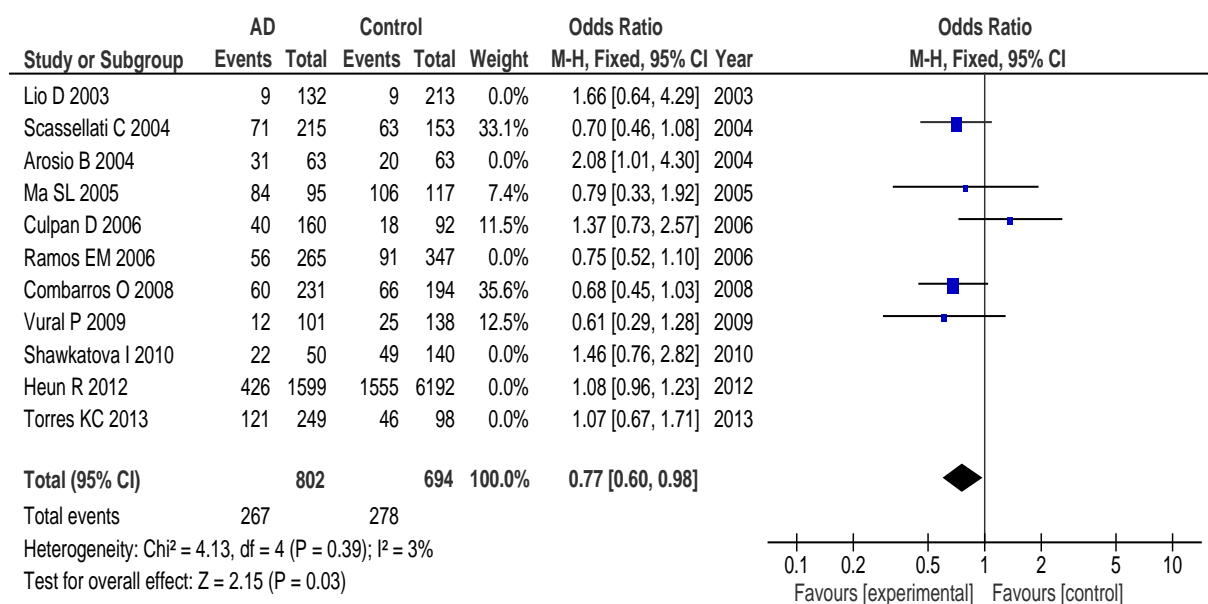 AD Control Odds Ratio Odds Ratio
Study or Subgroup Events Total Events Total Weight M-H, Fixed, 95% CI Year M-H, Fixed, 95% CI
Lio D 2003 9 132 9 213 0.0% 1.66 [0.64, 4.29] 2003
Scassellati C 2004 71 215 63 153 33.1% 0.70 [0.46, 1.08] 2004
Arosio B 2004 31 63 20 63 0.0% 2.08 [1.01, 4.30] 2004
Ma SL 2005 84 95 106 117 7.4% 0.79 [0.33, 1.92] 2005
Culpan D 2006 40 160 18 92 11.5% 1.37 [0.73, 2.57] 2006
Ramos EM 2006 56 265 91 347 0.0% 0.75 [0.52, 1.10] 2006
Combarros O 2008 60 231 66 194 35.6% 0.68 [0.45, 1.03] 2008
Vural P 2009 12 101 25 138 12.5% 0.61 [0.29, 1.28] 2009
Shawkatova I 2010 22 50 49 140 0.0% 1.46 [0.76, 2.82] 2010
Heun R 2012 426 1599 1555 6192 0.0% 1.08 [0.96, 1.23] 2012
Torres KC 2013 121 249 46 98 0.0% 1.07 [0.67, 1.71] 2013
Total (95% CI) 802 694 100.0% 0.77 [0.60, 0.98]
Total events 267 278
Heterogeneity: Chi² = 4.13, df = 4 (P = 0.39); I² = 3%
Test for overall effect: Z = 2.15 (P = 0.03)
0.1 0.2 0.5 1 2 5 10
Favours [experimental] Favours [control]